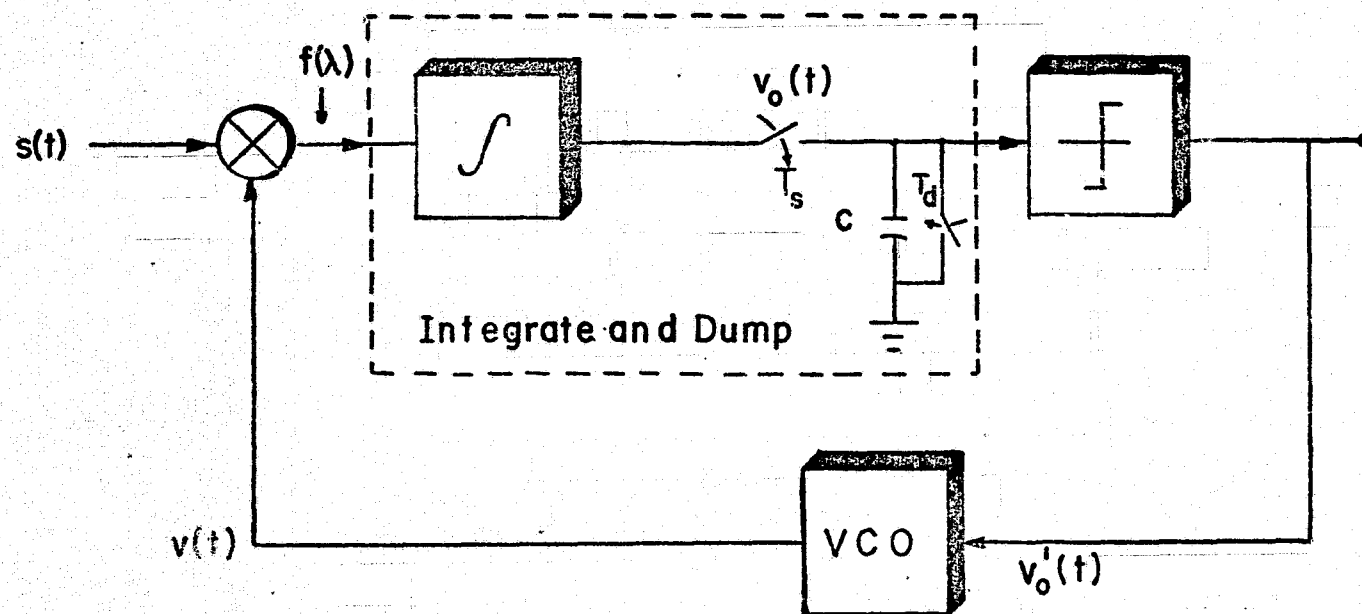 f(λ)
v₀(t)
s(t)
∫
Tₛ
T_d
C
Integrate and Dump
v(t)
VCO
v₀'(t)